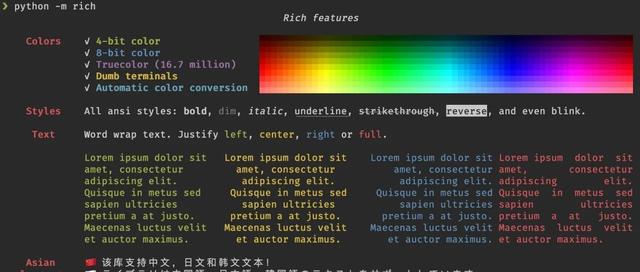 ❯ python -m rich
Rich features
Colors ✓ 4-bit color
✓ 8-bit color
✓ Truecolor (16.7 million)
✓ Dumb terminals
✓ Automatic color conversion
Styles All ansi styles: bold, dim, italic, underline, strikethrough, reverse, and even blink.
Text Word wrap text. Justify left, center, right or full.
Lorem ipsum dolor sit
amet, consectetur
adipiscing elit.
Quisque in metus sed
sapien ultricies
pretium a at justo.
Maecenas luctus velit
et auctor maximus.
Lorem ipsum dolor sit
amet, consectetur
adipiscing elit.
Quisque in metus sed
sapien ultricies
pretium a at justo.
Maecenas luctus velit
et auctor maximus.
Lorem ipsum dolor sit
amet, consectetur
adipiscing elit.
Quisque in metus sed
sapien ultricies
pretium a at justo.
Maecenas luctus velit
et auctor maximus.
Lorem ipsum dolor sit
amet, consectetur
adipiscing elit.
Quisque in metus sed
sapien ultricies
pretium a at justo.
Maecenas luctus velit
et auctor maximus.
Asian 🇨🇳 该库支持中文，日文和韩文文本！